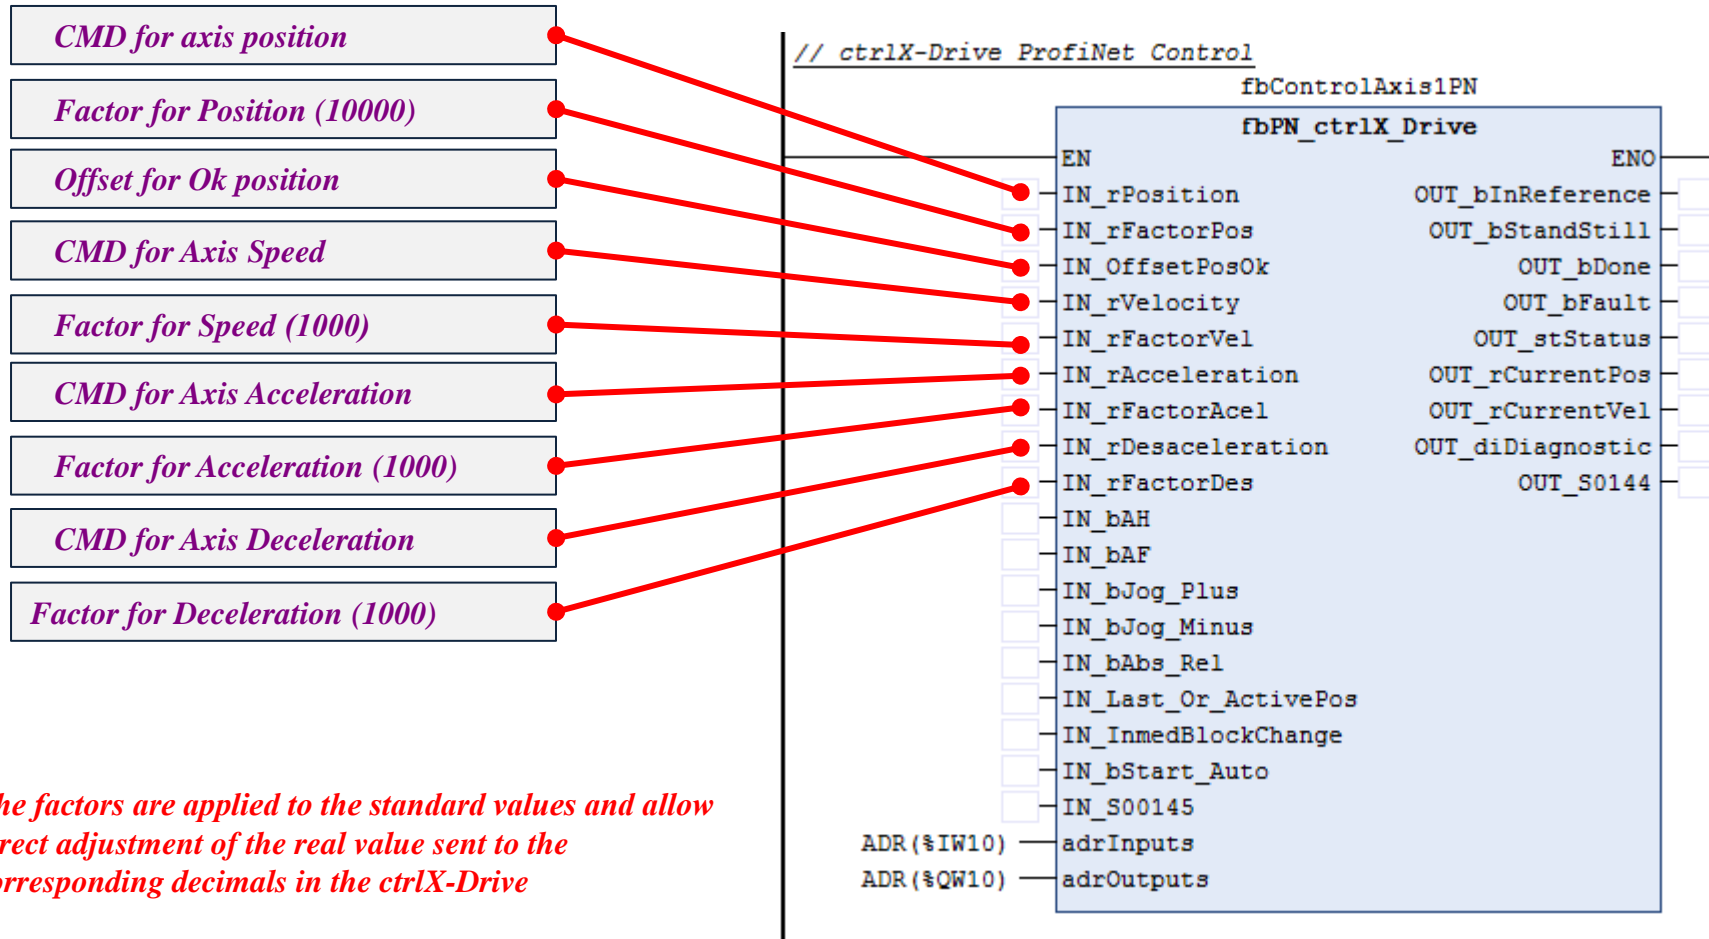 CMD for axis position
Factor for Position (10000)
Offset for Ok position
CMD for Axis Speed
Factor for Speed (1000)
CMD for Axis Acceleration
Factor for Acceleration (1000)
CMD for Axis Deceleration
Factor for Deceleration (1000)
he factors are applied to the standard values and allow
rect adjustment of the real value sent to the
orresponding decimals in the ctrlX-Drive
// ctrlX-Drive ProfiNet Control
fbControlAxis1PN
fbPN_ctrlX_Drive
EN ENO
IN_rPosition OUT_bInReference
IN_rFactorPos OUT_bStandStill
IN_OffsetPosOk OUT_bDone
IN_rVelocity OUT_bFault
IN_rFactorVel OUT_stStatus
IN_rAcceleration OUT_rCurrentPos
IN_rFactorAcel OUT_rCurrentVel
IN_rDesaceleration OUT_diDiagnostic
IN_rFactorDes OUT_S0144
IN_bAH
IN_bAF
IN_bJog_Plus
IN_bJog_Minus
IN_bAbs_Rel
IN_Last_Or_ActivePos
IN_InmedBlockChange
IN_bStart_Auto
IN_S00145
ADR(%IW10) adrInputs
ADR(%QW10) adrOutputs